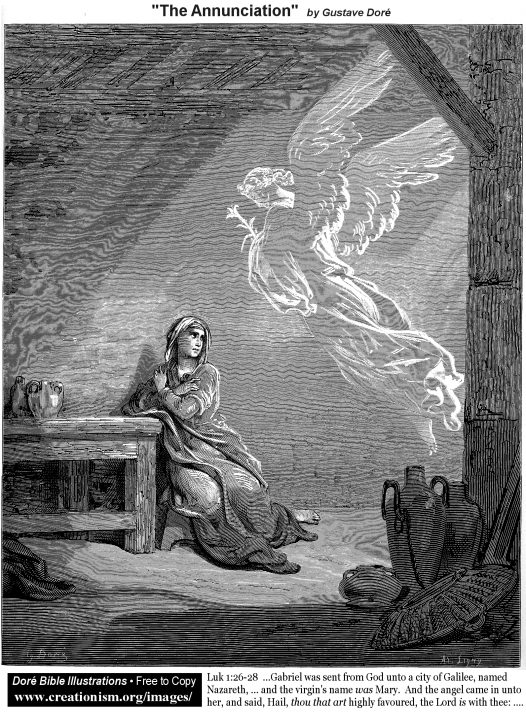 "The Annunciation" by Gustave Doré
G. Doré
Doré Bible Illustrations • Free to Copy
www.creationism.org/images/
Luk 1:26-28 ...Gabriel was sent from God unto a city of Galilee, named
Nazareth, ... and the virgin's name was Mary. And the angel came in unto
her, and said, Hail, thou that art highly favoured, the Lord is with thee: ....